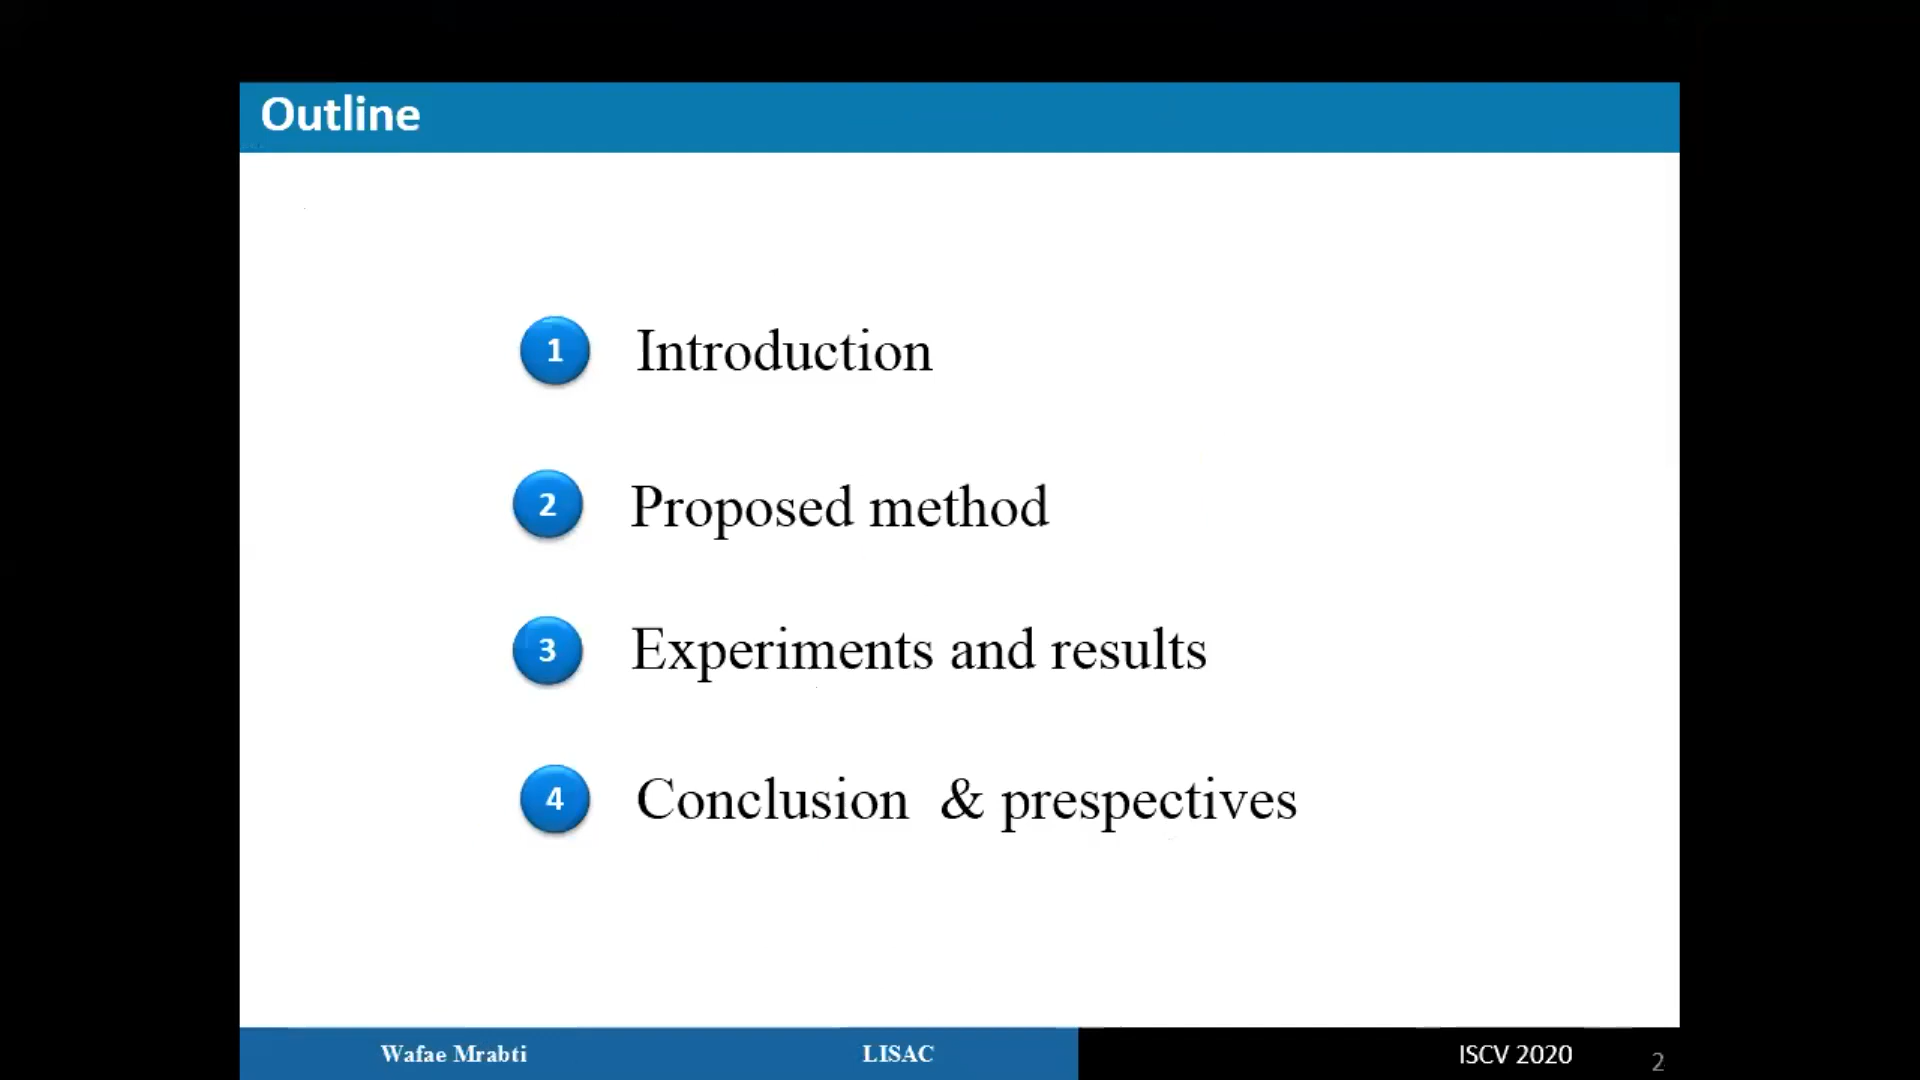 Outline
1 Introduction
2 Proposed method
3 Experiments and results
4 Conclusion & prespectives
Wafae Mrabti LISAC ISCV 2020 2